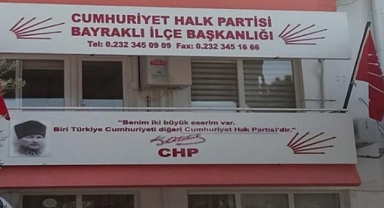 CUMHURİYET HALK PARTİSİ
BAYRAKLI İLÇE BAŞKANLIĞI
Tel: 0.232 345 09 09 Fax: 0.232 345 16 66
"Benim iki büyük eserim var.
Biri Türkiye Cumhuriyeti diğeri Cumhuriyet Halk Partisi'dir."
CHP